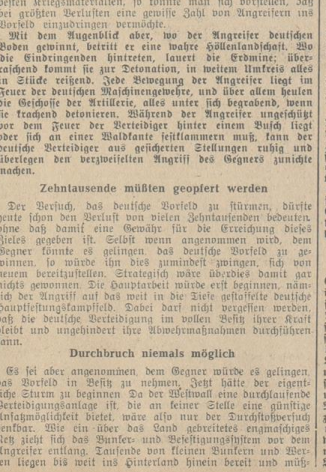 besten Kriegsmaterialien, so könnte man sich vorstellen, daß
größten Verlusten eine gewisse Zahl von Angreifern ins
Vorfeld einzudringen vermöchte.
Mit dem Augenblick aber, wo der Angreifer deutschen
Boden gewinnt, betritt er eine wahre Höllenlandschaft. Wo
die Eindringenden hintreten, lauert die Erdmine; über-
raschend kommt sie zur Detonation, in weitem Umkreis alles
in Stücke reißend. Jede Bewegung der Angreifer liegt im
Feuer der deutschen Maschinengewehre, und über allem heulen
die Geschosse der Artillerie, alles unter sich begrabend, wenn
sie krachend detonieren. Während der Angreifer ungeschützt
vor dem Feuer der Verteidiger hinter einem Busch liegt
oder sich an einer Waldkante festklammern muß, kann der
deutsche Verteidiger aus gesicherten Stellungen ruhig und
überlegen den verzweifelten Angriff des Gegners zunichte
machen.
Zehntausende müßten geopfert werden
Der Versuch, das deutsche Vorfeld zu stürmen, dürfte
heute schon den Verlust von vielen Zehntausenden bedeuten,
ohne daß damit eine Gewähr für die Erreichung dieses
Zieles gegeben ist. Selbst wenn angenommen wird, dem
Gegner könnte es gelingen, das deutsche Vorfeld zu ge-
winnen, so würde ihn dies zumindest zwingen, sich von
neuem bereitzustellen. Strategisch wäre überdies damit gar
nichts gewonnen. Die Hauptarbeit würde erst beginnen, näm-
lich der Angriff auf das weit in die Tiefe gestaffelte deutsche
Hauptfestungskampffeld. Dabei darf nicht vergessen werden,
daß die deutsche Verteidigung im vollen Besitz ihrer Kraft
bleibt und ungehindert ihre Abwehrmaßnahmen durchführen
kann.
Durchbruch niemals möglich
Es sei aber angenommen, dem Gegner würde es gelingen,
das Vorfeld in Besitz zu nehmen. Jetzt hätte der eigent-
liche Sturm zu beginnen. Da der Westwall eine durchlaufende
Verteidigungsanlage ist, die an keiner Stelle eine günstige
Einfallmöglichkeit bietet, wäre also nur der Durchstoßversuch
denkbar. Wie ein über das Land gebreitetes engmaschiges
Netz zieht sich das Bunker- und Befestigungssystem vor dem
Angreifer entlang. Tausende von kleinen Bunkern und Wer-
ken liegen bis weit ins Hinterland hinein bereit und müß-